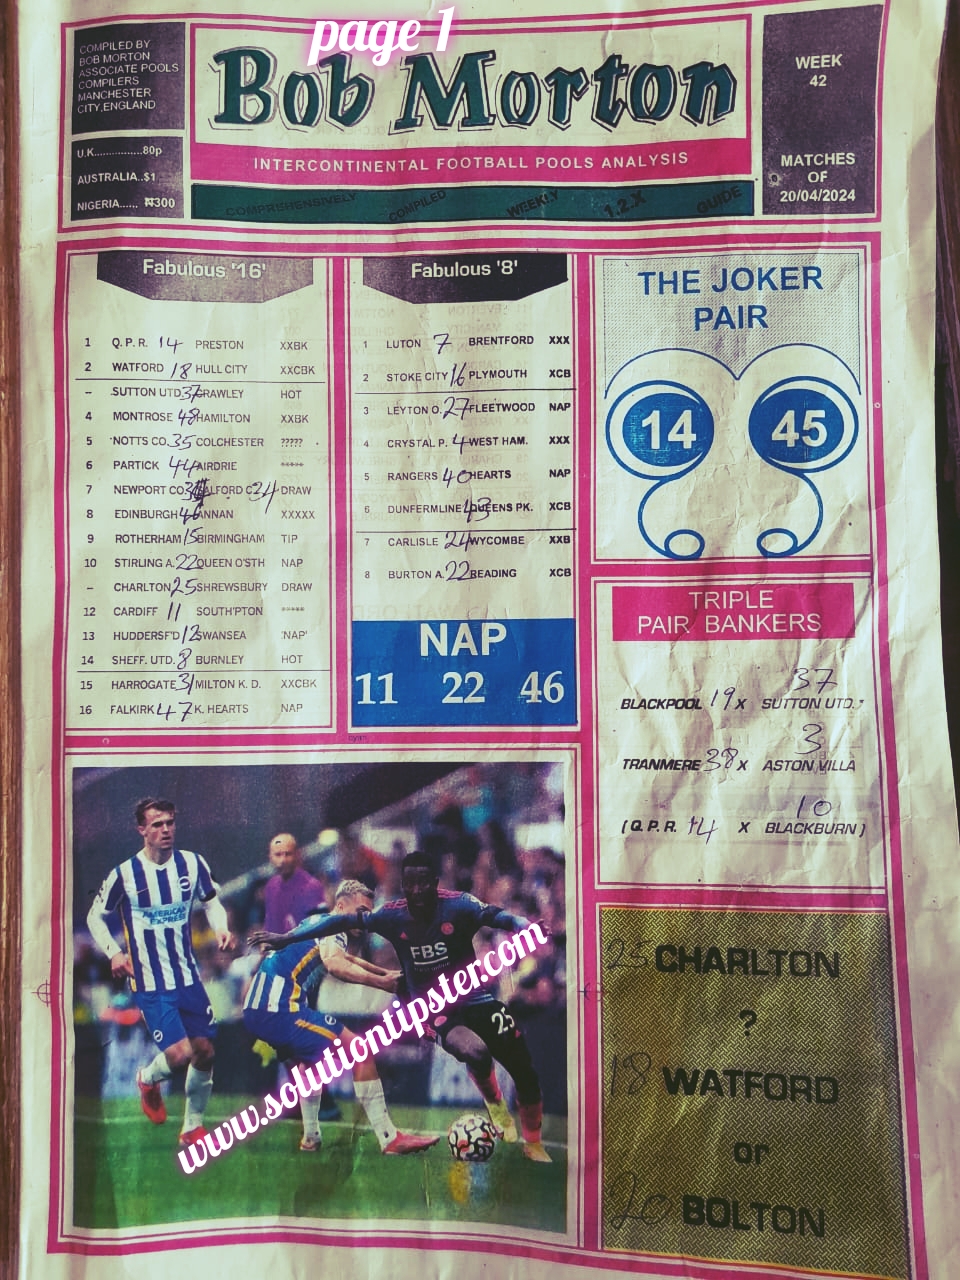 page 1
COMPILED BY
BOB MORTON
ASSOCIATE POOLS
COMPILERS
MANCHESTER
CITY,ENGLAND
U.K...............80p
AUSTRALIA..$1
NIGERIA...... ₦300
Bob Morton
INTERCONTINENTAL FOOTBALL POOLS ANALYSIS
COMPREHENSIVELY COMPILED WEEKLY 1.2.X GUIDE
WEEK
42
MATCHES
OF
20/04/2024
Fabulous '16'
1 Q.P.R. 14 PRESTON XXBK
2 WATFORD 18 HULL CITY XXCBK
-- SUTTON UTD 37 CRAWLEY HOT
4 MONTROSE 48 HAMILTON XXBK
5 NOTTS CO. 35 COLCHESTER ?????
6 PARTICK 44 AIRDRIE *****
7 NEWPORT CO. SALFORD C 34 DRAW
8 EDINBURGH 46 ANNAN XXXXX
9 ROTHERHAM 15 BIRMINGHAM TIP
10 STIRLING A. 22 QUEEN O'STH NAP
-- CHARLTON 25 SHREWSBURY DRAW
12 CARDIFF 11 SOUTH'PTON *****
13 HUDDERSF'D 12 SWANSEA 'NAP'
14 SHEFF. UTD. 8 BURNLEY HOT
15 HARROGATE 31 MILTON K. D. XXCBK
16 FALKIRK 47 K. HEARTS NAP
Fabulous '8'
1 LUTON 7 BRENTFORD XXX
2 STOKE CITY 16 PLYMOUTH XCB
3 LEYTON O. 27 FLEETWOOD NAP
4 CRYSTAL P. 4 WEST HAM. XXX
5 RANGERS 40 HEARTS NAP
6 DUNFERMLINE 43 QUEENS PK. XCB
7 CARLISLE 24 WYCOMBE XXB
8 BURTON A. 22 READING XCB
NAP
11 22 46
THE JOKER
PAIR
14 45
TRIPLE
PAIR BANKERS
37
BLACKPOOL 19 X SUTTON UTD.
3
TRANMERE 38 X ASTON VILLA
10
( Q.P.R. 14 X BLACKBURN )
AMERICAN
EXPRESS
FBS
25
www.solutiontipster.com
25 CHARLTON
?
18 WATFORD
or
20 BOLTON